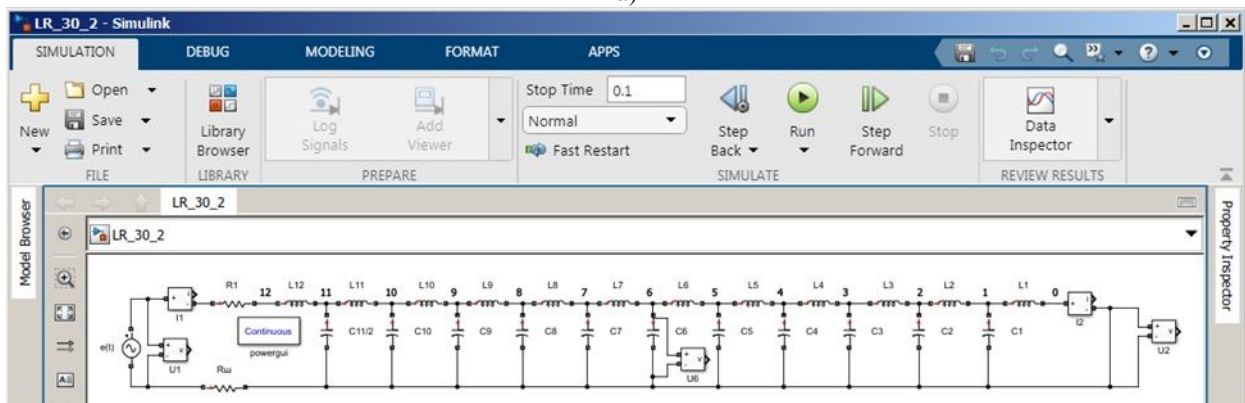 a)
LR_30_2 - Simulink
SIMULATION DEBUG MODELING FORMAT APPS
New
Open
Save
Print
FILE
Library Browser
LIBRARY
Log Signals
Add Viewer
PREPARE
Stop Time 0.1
Normal
Fast Restart
Step Back
Run
Step Forward
Stop
SIMULATE
Data Inspector
REVIEW RESULTS
Model Browser
LR_30_2
LR_30_2
Property Inspector
R1 L12 L11 L10 L9 L8 L7 L6 L5 L4 L3 L2 L1
12 11 10 9 8 7 6 5 4 3 2 1 0
I1 I2
Continuous
powergui
C11/2 C10 C9 C8 C7 C6 C5 C4 C3 C2 C1
e(t)
U1
U6
U2
Rш